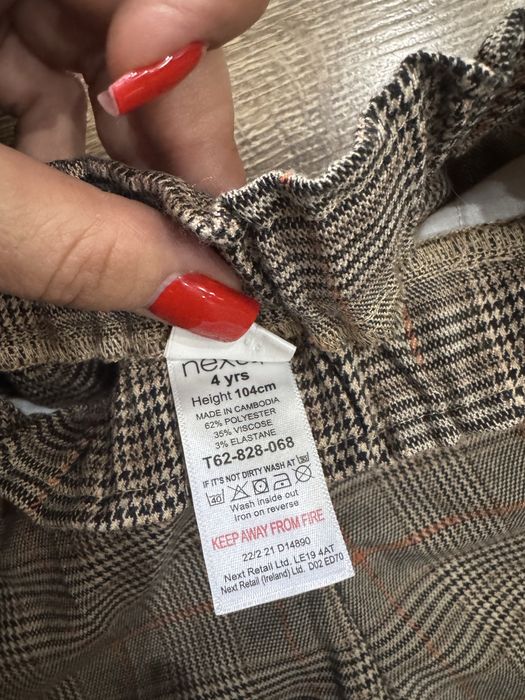 next
4 yrs
Height 104cm
MADE IN CAMBODIA
62% POLYESTER
35% VISCOSE
3% ELASTANE
T62-828-068
IF IT'S NOT DIRTY WASH AT 30
40
Wash inside out
Iron on reverse
KEEP AWAY FROM FIRE
22/2 21 D14890
Next Retail Ltd. LE19 4AT
Next Retail (Ireland) Ltd. D02 ED70